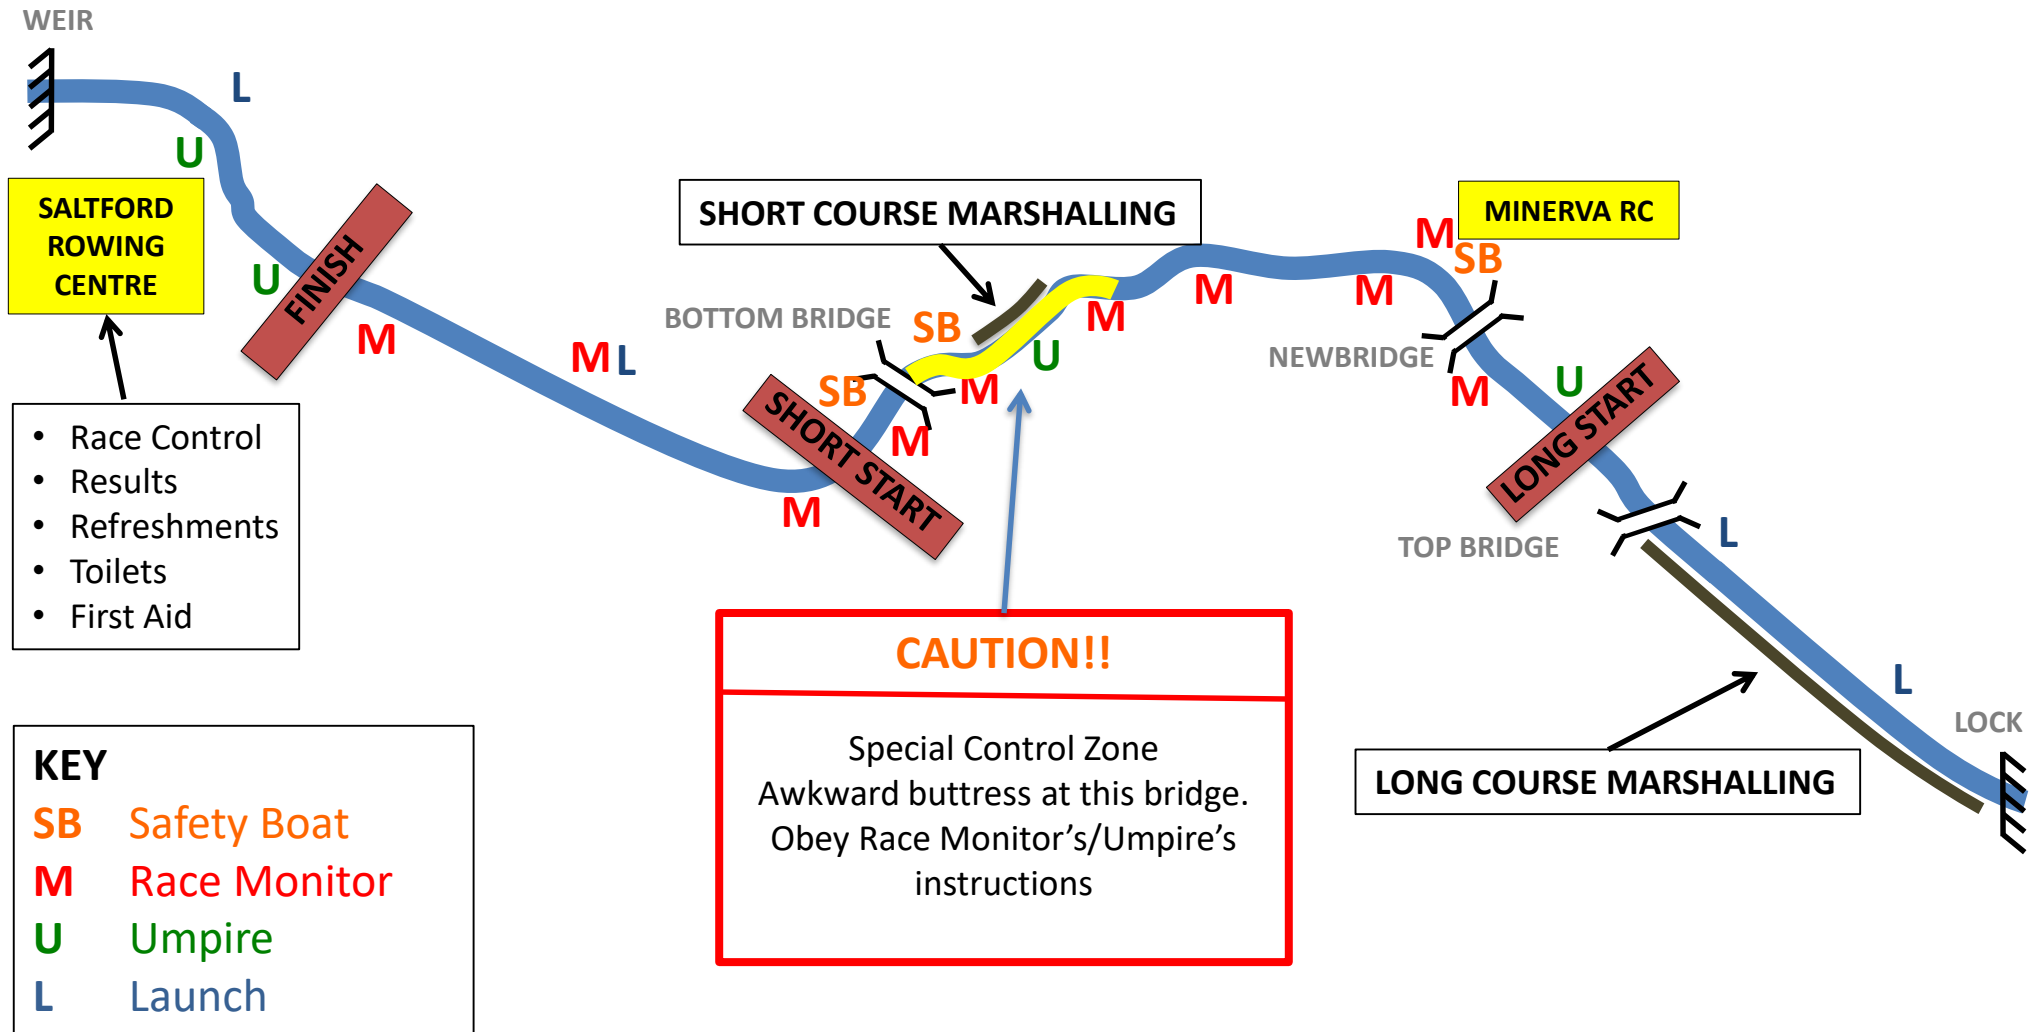 WEIR
L
U
SALTFORD
ROWING
CENTRE
U
FINISH
M
M L
SHORT COURSE MARSHALLING
BOTTOM BRIDGE
SB
SB
M
U
M
M
SHORT START
M
M
M
M
SB
MINERVA RC
NEWBRIDGE
M
U
LONG START
TOP BRIDGE
L
L
LOCK
LONG COURSE MARSHALLING
• Race Control
• Results
• Refreshments
• Toilets
• First Aid
CAUTION!!
Special Control Zone
Awkward buttress at this bridge.
Obey Race Monitor’s/Umpire’s
instructions
KEY
SB Safety Boat
M Race Monitor
U Umpire
L Launch